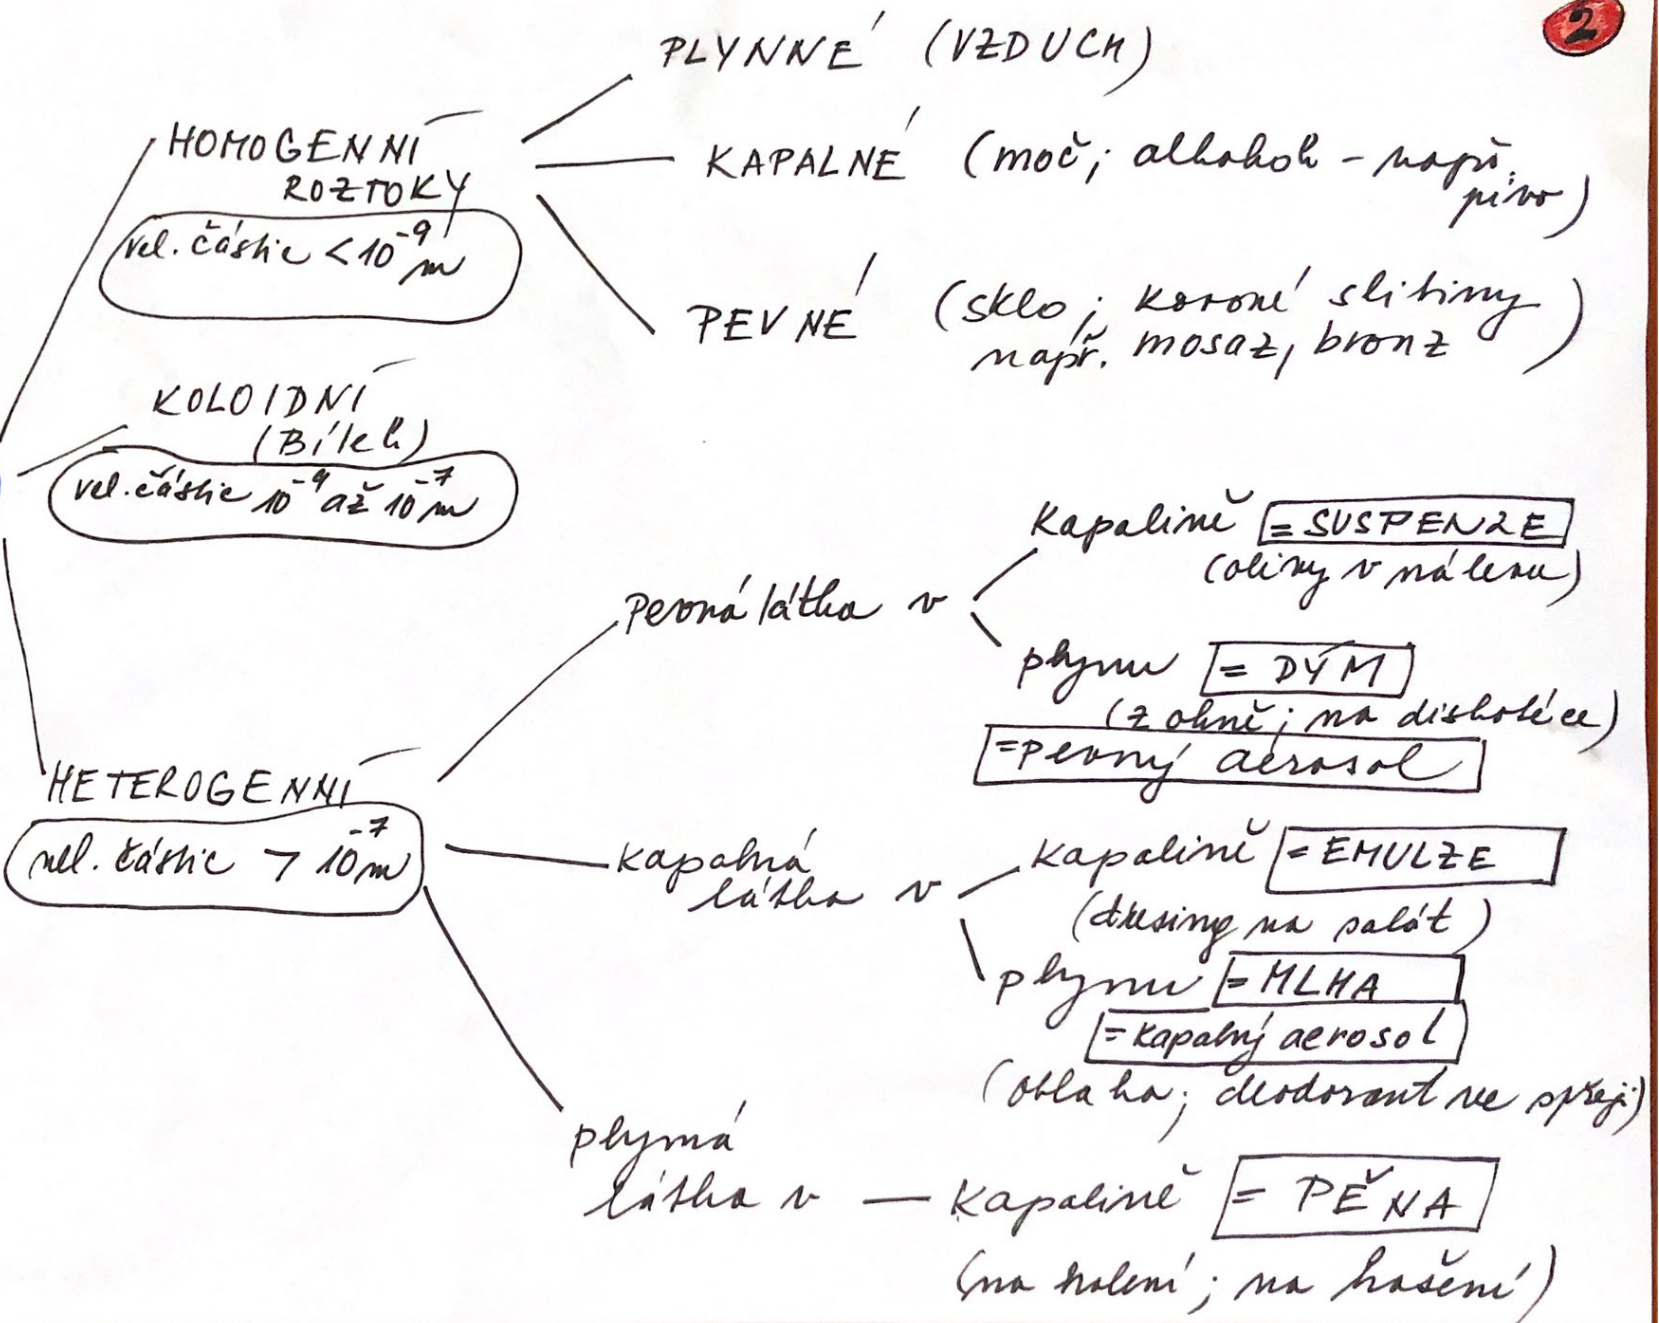 2
PLYNNÉ (VZDUCH)
HOMOGENNÍ
ROZTOKY
vel. částic < 10⁻⁹ m
KAPALNÉ (moč; alkohol - např.
pivo)
PEVNÉ (sklo; kovové slitiny
např. mosaz, bronz)
KOLOIDNÍ
(Bílek)
vel. částic 10⁻⁹ až 10⁻⁷ m
HETEROGENNÍ
vel. částic > 10⁻⁷ m
Pevná látka v
kapalině = SUSPENZE
(olivy v nálevu)
plynu = DÝM
(z ohně; na diskotéce)
= pevný aerosol
kapalná
látka v
kapalině = EMULZE
(dresing na salát)
plynu = MLHA
= kapalný aerosol
(oblaka; deodorant ve spreji)
plynná
látka v — kapalině = PĚNA
(na holení; na hašení)